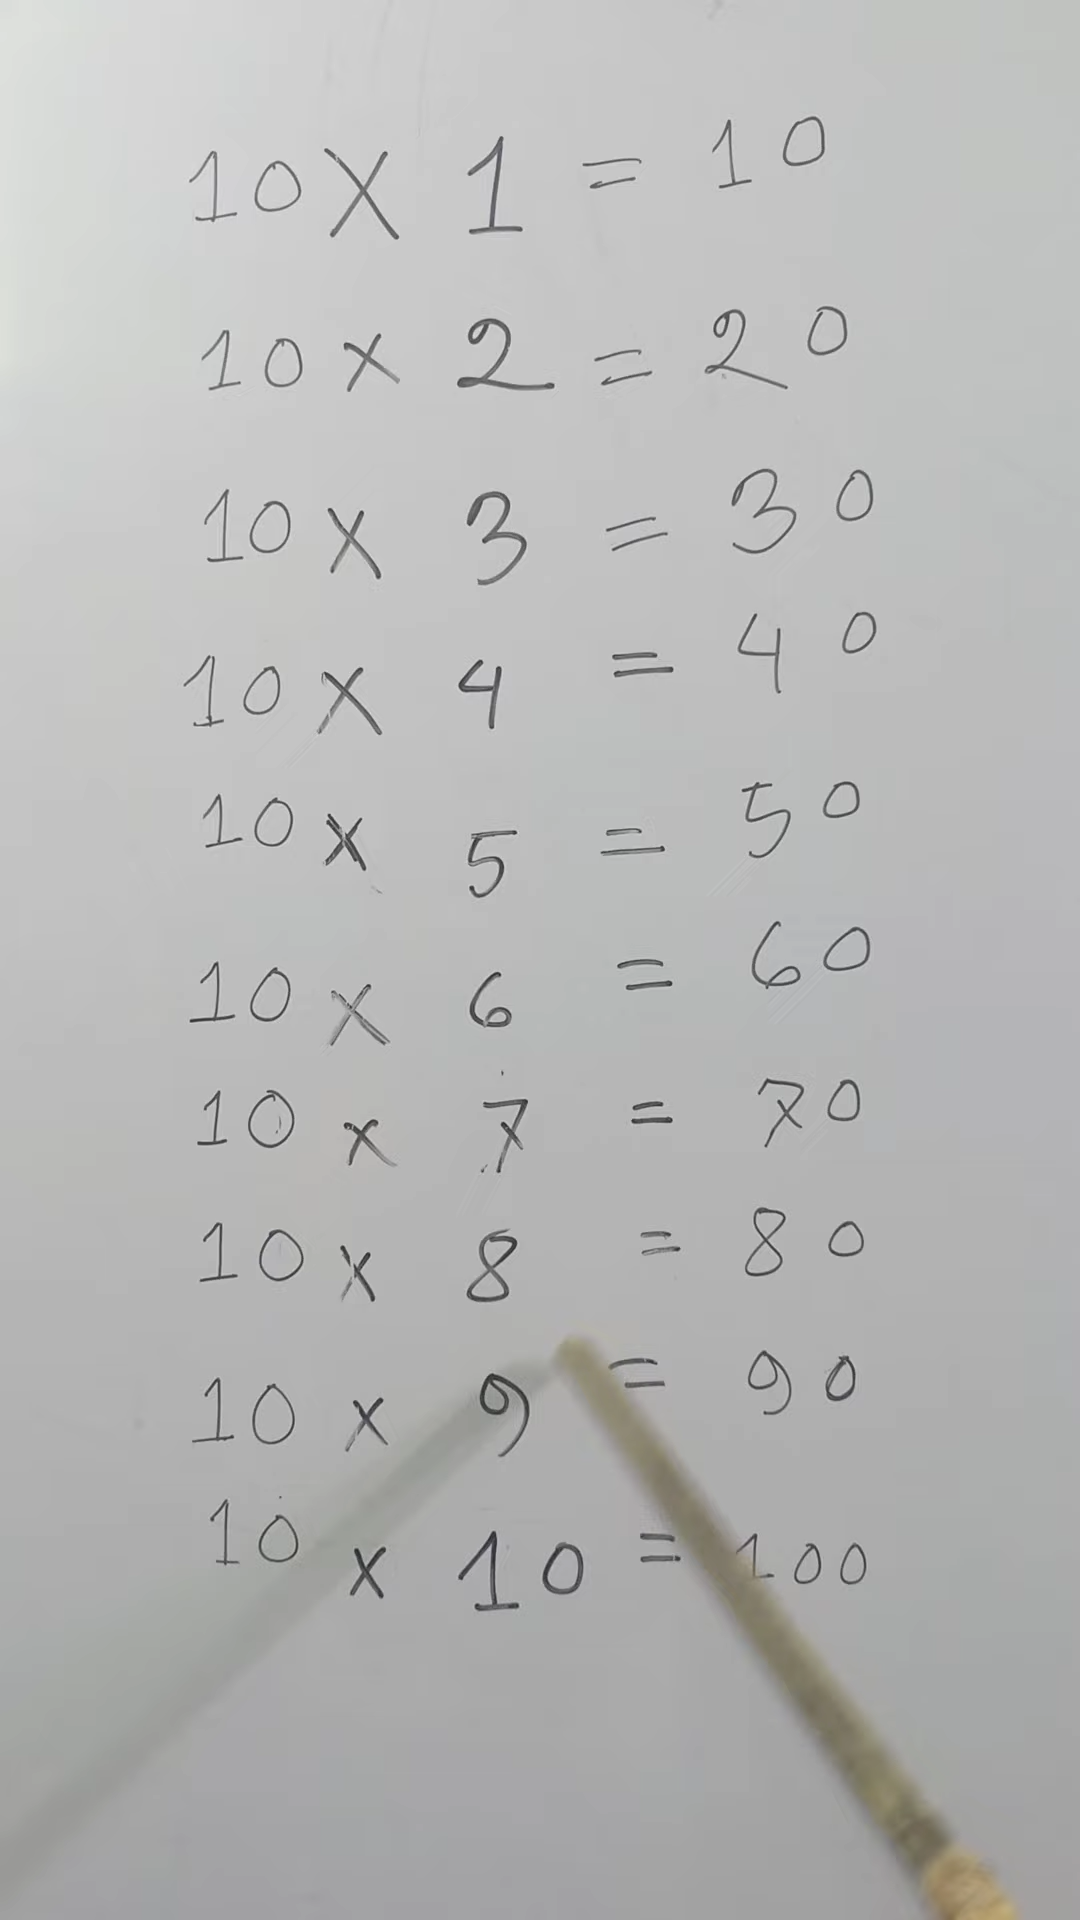 10 X 1 = 10
10 x 2 = 20
10 x 3 = 30
10 x 4 = 40
10 x 5 = 50
10 x 6 = 60
10 x 7 = 70
10 x 8 = 80
10 x 9 = 90
10 x 10 = 100